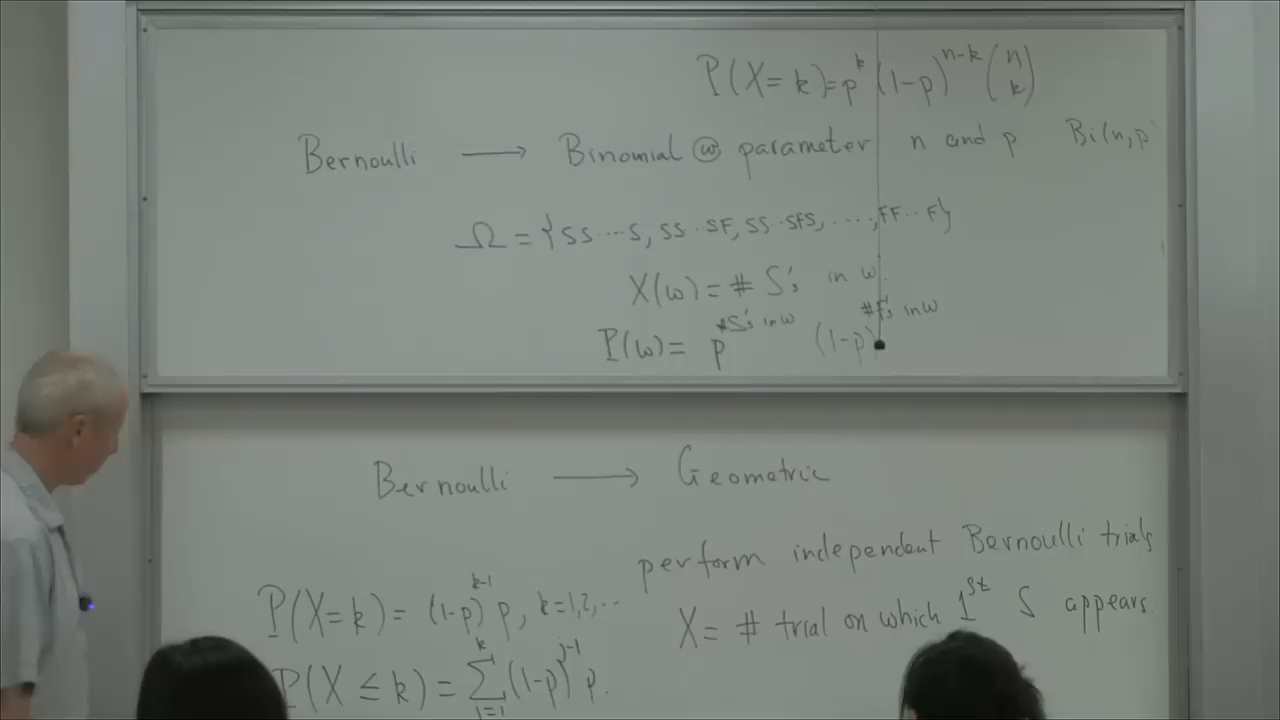 P(X=k)=p^k (1-p)^{n-k} (n k)
Bernoulli ⟶ Binomial ⓦ parameter n and p Bi(n,p
Ω = {SS···S, SS··SF, SS·SFS, ····, FF··F}
X(ω) = # S's in ω.
P(ω) = p^{#S's in ω} (1-p)^{#F's in ω}
Bernoulli ⟶ Geometric
perform independent Bernoulli trials
P(X=k) = (1-p)^{k-1} p, k=1,2,··
X = # trial on which 1st S appears
P(X ≤ k) = ∑_{j=1}^{k} (1-p)^{j-1} p.